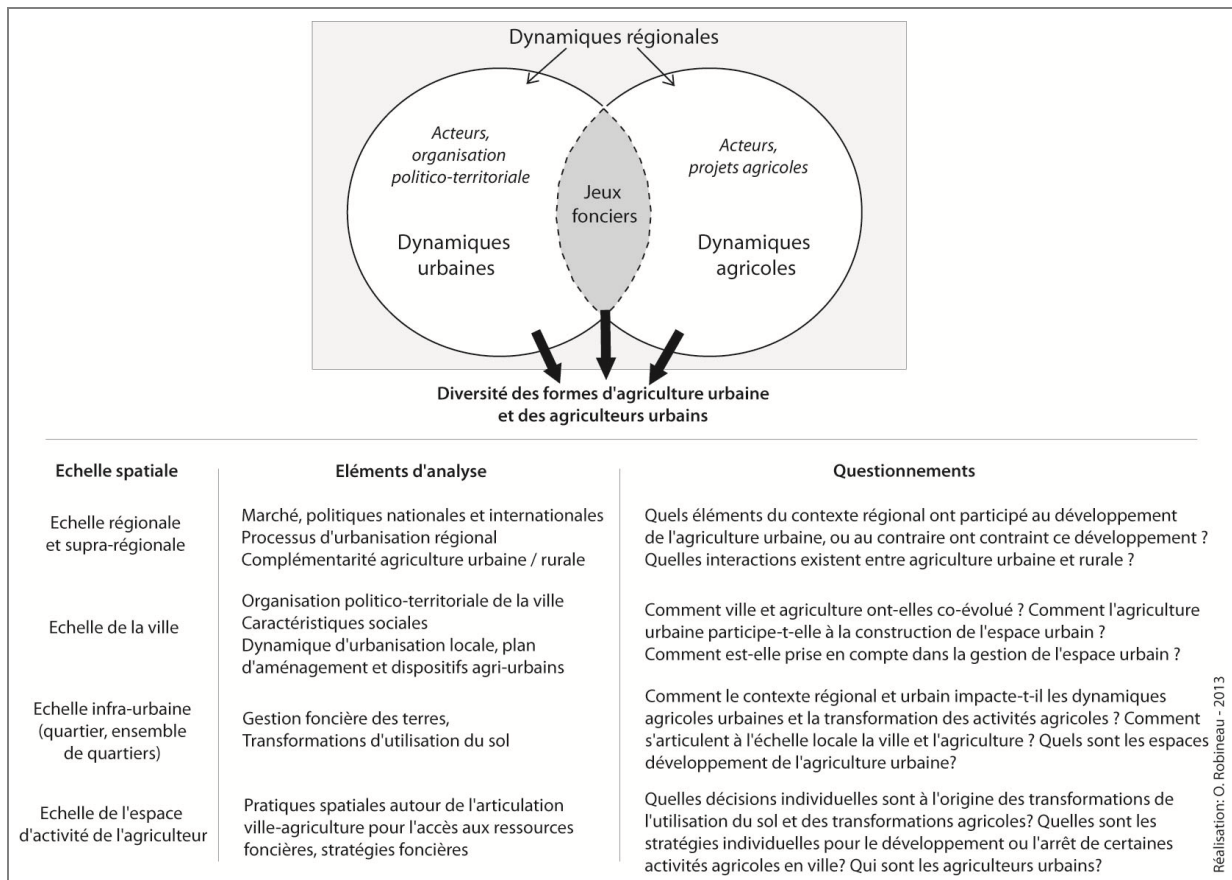 Dynamiques régionales
Acteurs,
organisation
politico-territoriale
Dynamiques
urbaines
Jeux
fonciers
Acteurs,
projets agricoles
Dynamiques
agricoles
Diversité des formes d'agriculture urbaine
et des agriculteurs urbains
Echelle spatiale
Eléments d'analyse
Questionnements
Echelle régionale
et supra-régionale
Marché, politiques nationales et internationales
Processus d'urbanisation régional
Complémentarité agriculture urbaine / rurale
Quels éléments du contexte régional ont participé au développement
de l'agriculture urbaine, ou au contraire ont contraint ce développement ?
Quelles interactions existent entre agriculture urbaine et rurale ?
Echelle de la ville
Organisation politico-territoriale de la ville
Caractéristiques sociales
Dynamique d'urbanisation locale, plan
d'aménagement et dispositifs agri-urbains
Comment ville et agriculture ont-elles co-évolué ? Comment l'agriculture
urbaine participe-t-elle à la construction de l'espace urbain ?
Comment est-elle prise en compte dans la gestion de l'espace urbain ?
Echelle infra-urbaine
(quartier, ensemble
de quartiers)
Gestion foncière des terres,
Transformations d'utilisation du sol
Comment le contexte régional et urbain impacte-t-il les dynamiques
agricoles urbaines et la transformation des activités agricoles ? Comment
s'articulent à l'échelle locale la ville et l'agriculture ? Quels sont les espaces
développement de l'agriculture urbaine?
Echelle de l'espace
d'activité de l'agriculteur
Pratiques spatiales autour de l'articulation
ville-agriculture pour l'accès aux ressources
foncières, stratégies foncières
Quelles décisions individuelles sont à l'origine des transformations de
l'utilisation du sol et des transformations agricoles? Quelles sont les
stratégies individuelles pour le développement ou l'arrêt de certaines
activités agricoles en ville? Qui sont les agriculteurs urbains?
Réalisation: O. Robineau - 2013